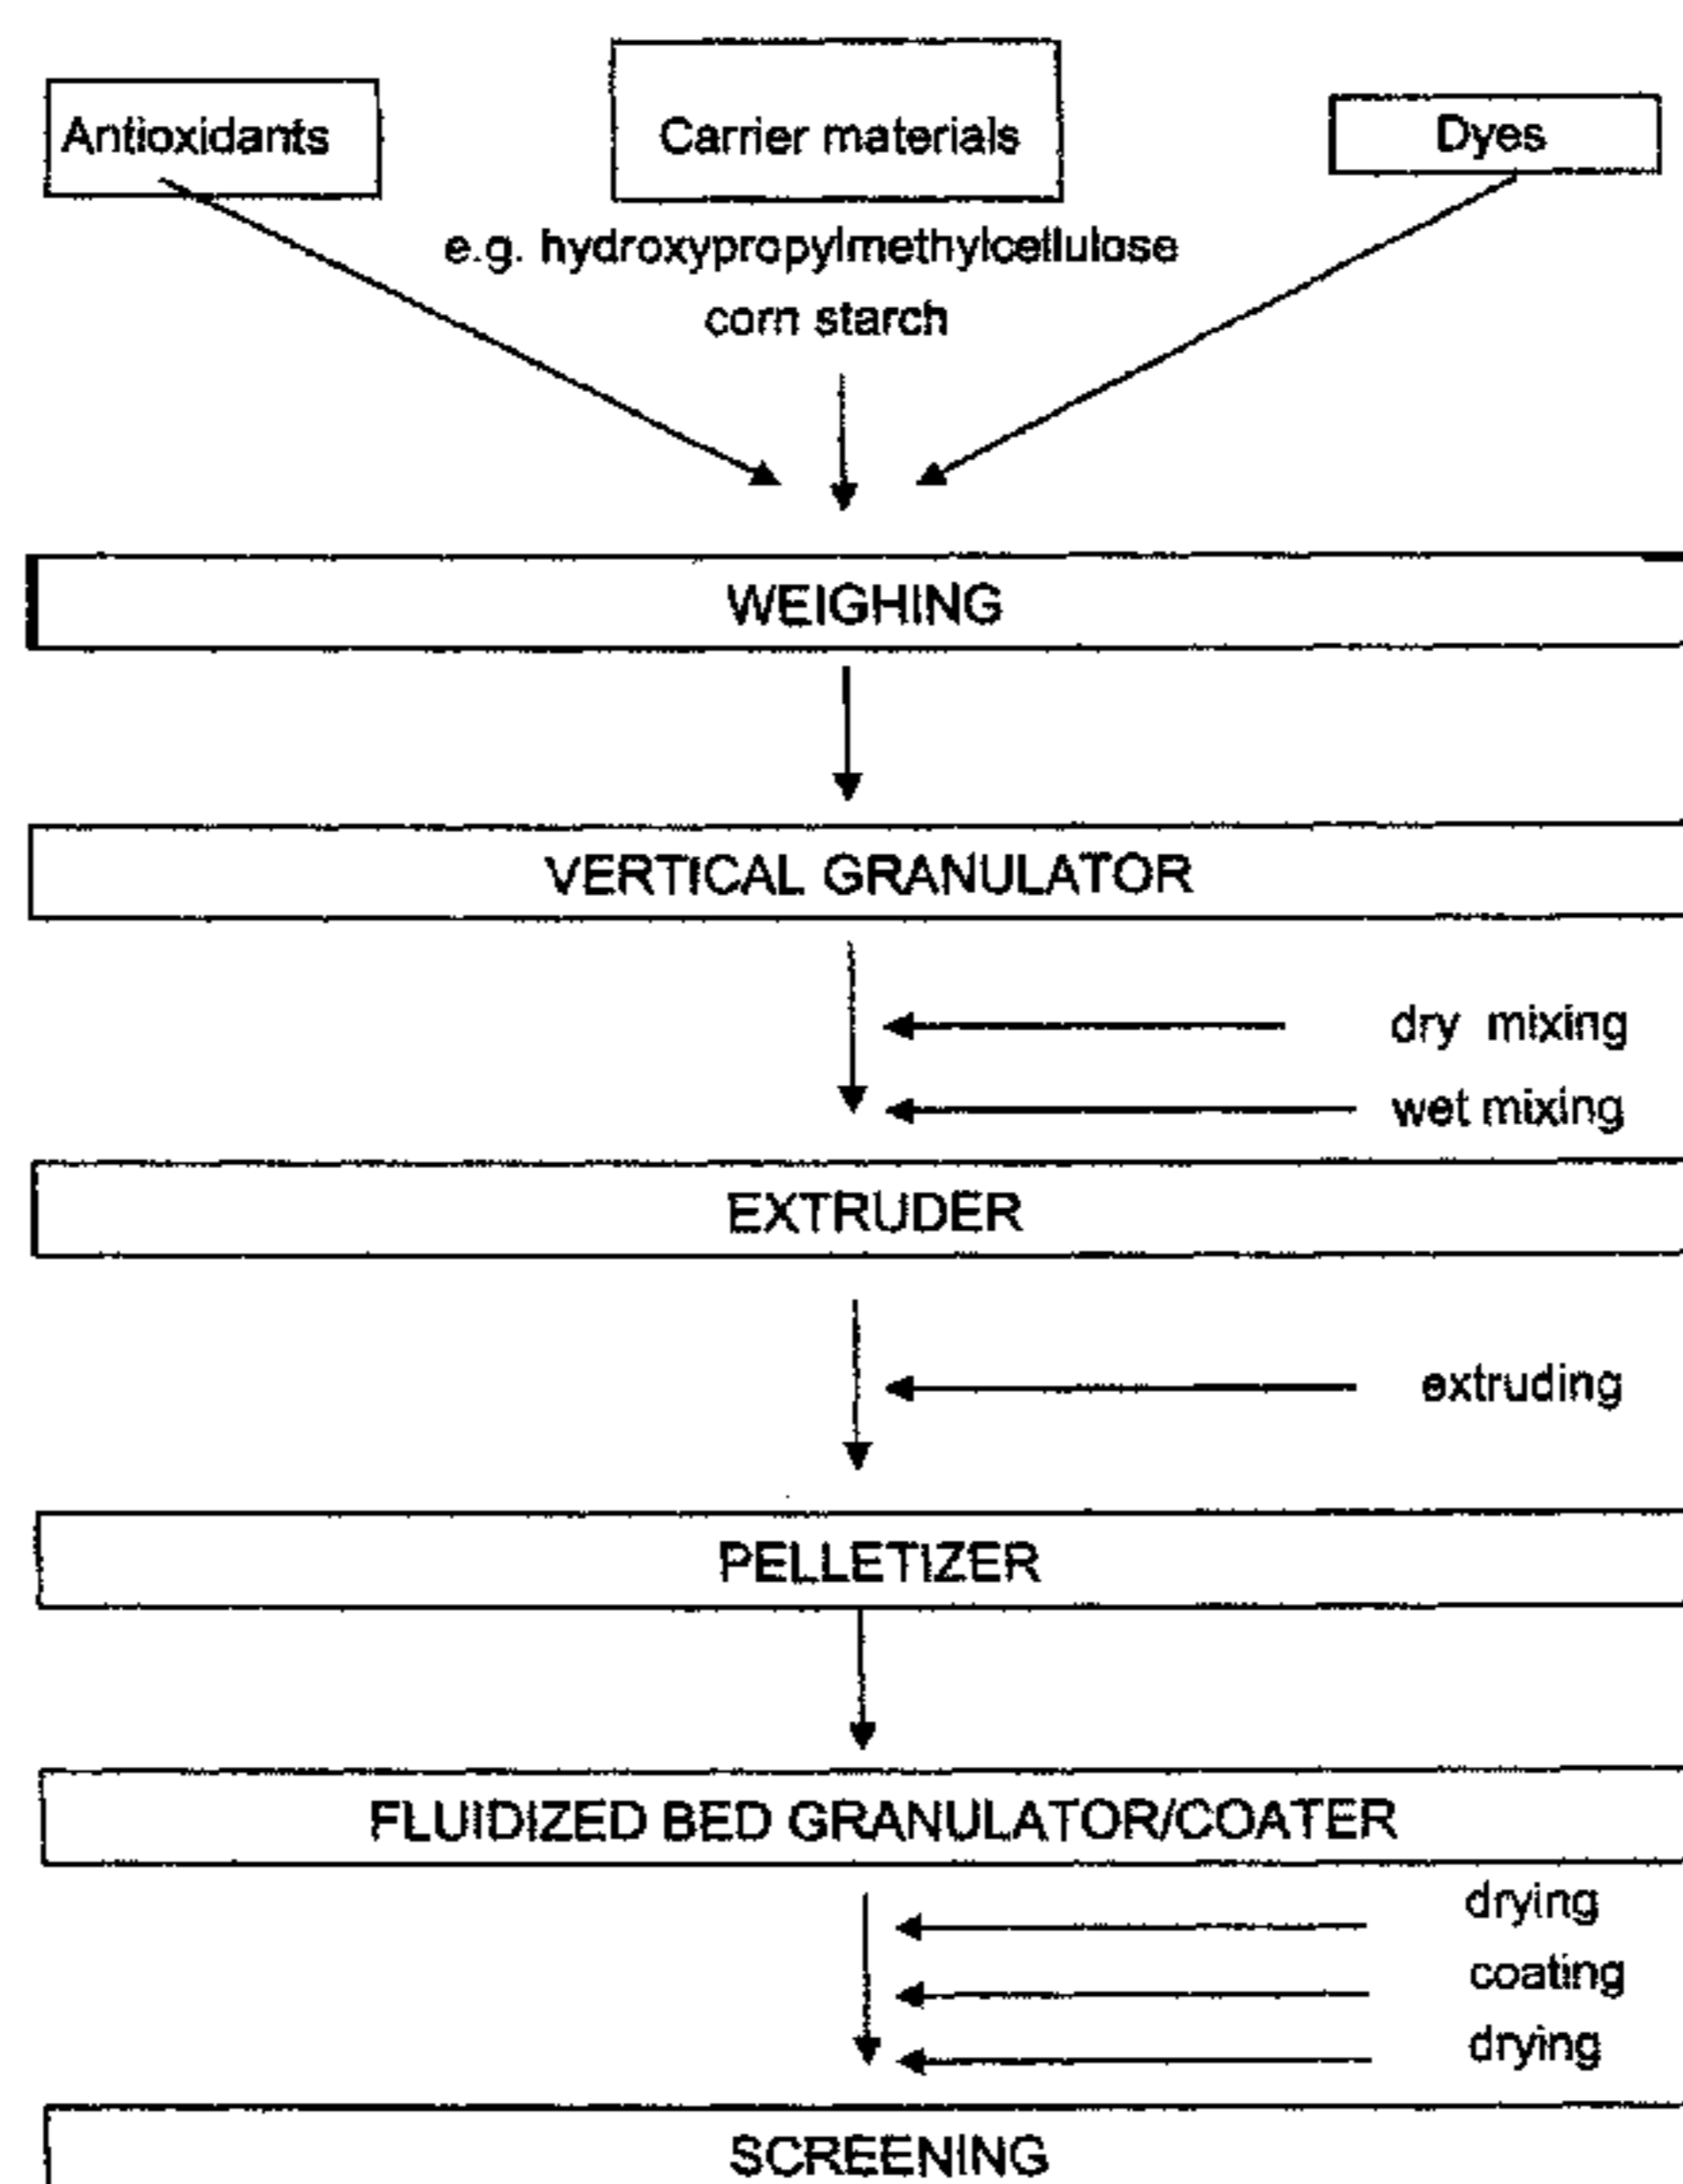 Antioxidants
Carrier materials
Dyes
e.g. hydroxypropylmethylcellulose
corn starch
WEIGHING
VERTICAL GRANULATOR
dry mixing
wet mixing
EXTRUDER
extruding
PELLETIZER
FLUIDIZED BED GRANULATOR/COATER
drying
coating
drying
SCREENING